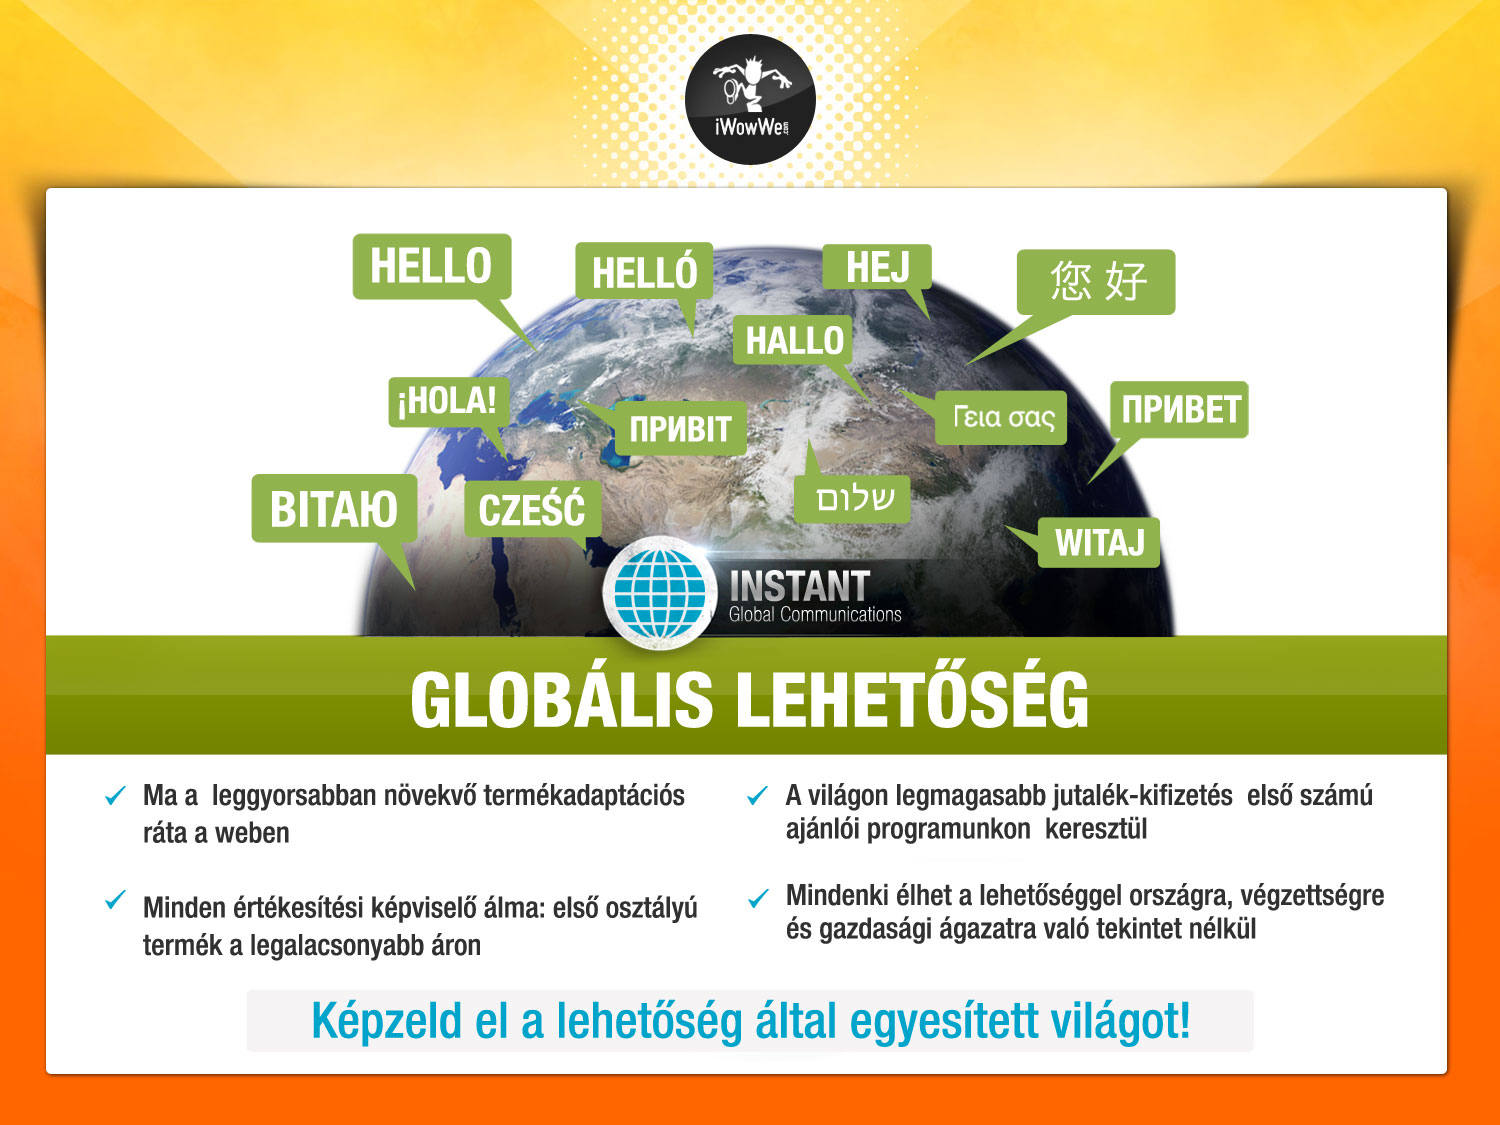 iWowWe.com
HELLO
HELLÓ
HEJ
您 好
HALLO
¡HOLA!
ПРИВІТ
Γεια σας
ПРИВЕТ
ВІТАЮ
CZEŚĆ
שלום
WITAJ
INSTANT
Global Communications
GLOBÁLIS LEHETŐSÉG
Ma a leggyorsabban növekvő termékadaptációs
ráta a weben
Minden értékesítési képviselő álma: első osztályú
termék a legalacsonyabb áron
A világon legmagasabb jutalék-kifizetés első számú
ajánlói programunkon keresztül
Mindenki élhet a lehetőséggel országra, végzettségre
és gazdasági ágazatra való tekintet nélkül
Képzeld el a lehetőség által egyesített világot!